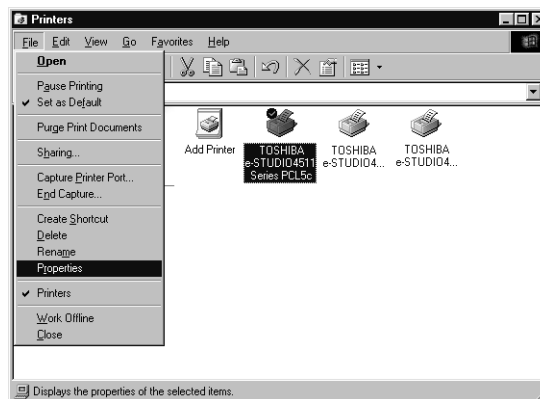 Printers
File Edit View Go Favorites Help
Open
Pause Printing
Set as Default
Purge Print Documents
Sharing...
Capture Printer Port...
End Capture...
Create Shortcut
Delete
Rename
Properties
Printers
Work Offline
Close
Add Printer
TOSHIBA
e-STUDIO4511
Series PCL5c
TOSHIBA
e-STUDIO4...
TOSHIBA
e-STUDIO4...
Displays the properties of the selected items.